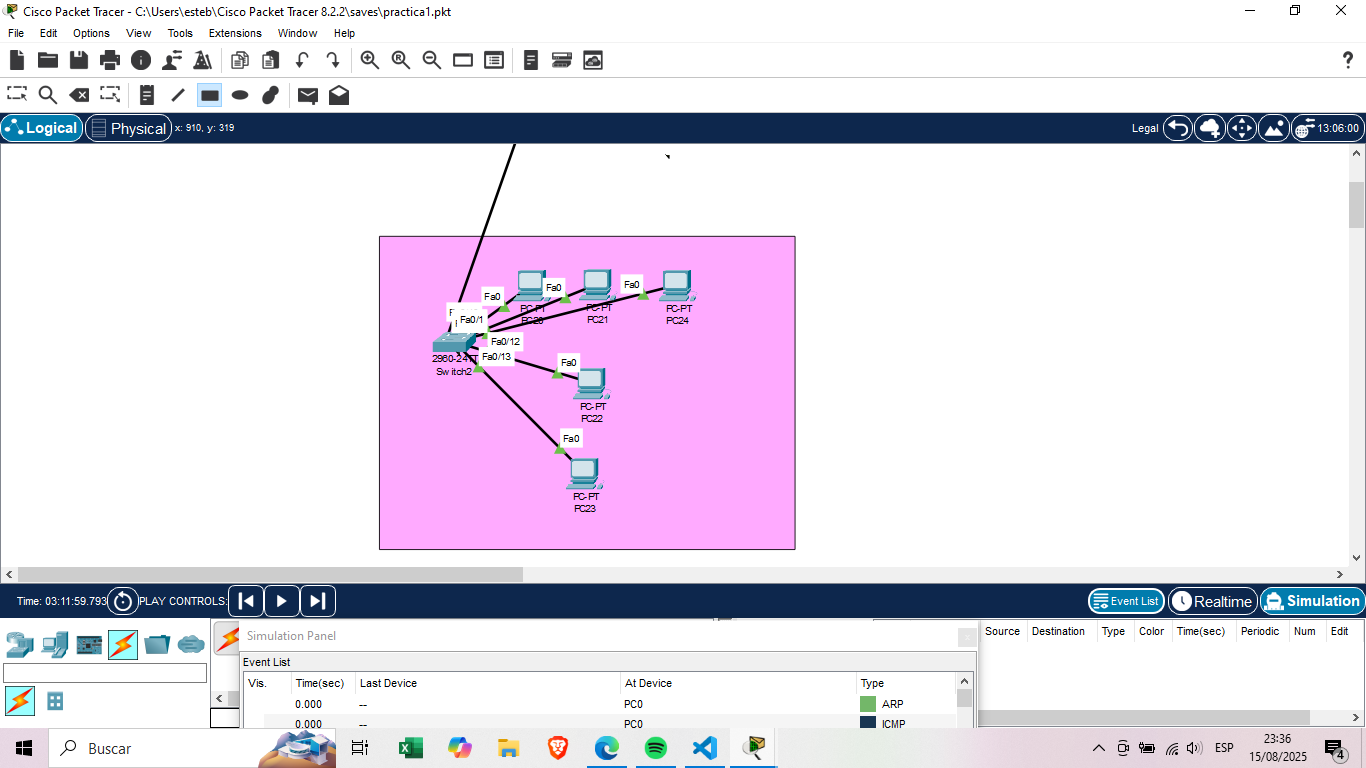 Cisco Packet Tracer - C:\Users\esteb\Cisco Packet Tracer 8.2.2\saves\practica1.pkt
File Edit Options View Tools Extensions Window Help
Logical Physical x: 910, y: 319 Legal 13:06:00
Fa0 Fa0 Fa0
PC-PT PC-PT PC-PT
PC20 PC21 PC24
Fa0/1
Fa0/12
2960-24TT Fa0/13 Fa0
Switch2
PC-PT
PC22
Fa0
PC-PT
PC23
Time: 03:11:59.793 PLAY CONTROLS: Event List Realtime Simulation
Simulation Panel
Source Destination Type Color Time(sec) Periodic Num Edit
Event List
Vis. Time(sec) Last Device At Device Type
0.000 -- PC0 ARP
0.000 -- PC0 ICMP
Buscar
ESP 23:36
15/08/2025 4